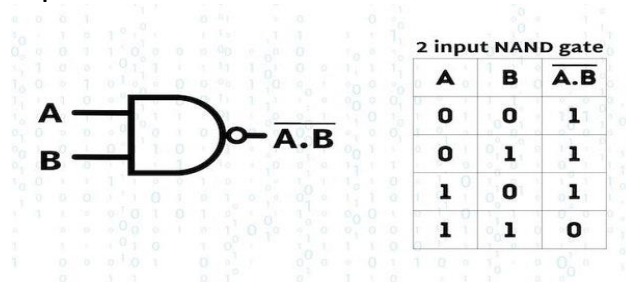 2 input NAND gate
A B A.B
A
B
A.B
0 0 1
0 1 1
1 0 1
1 1 0